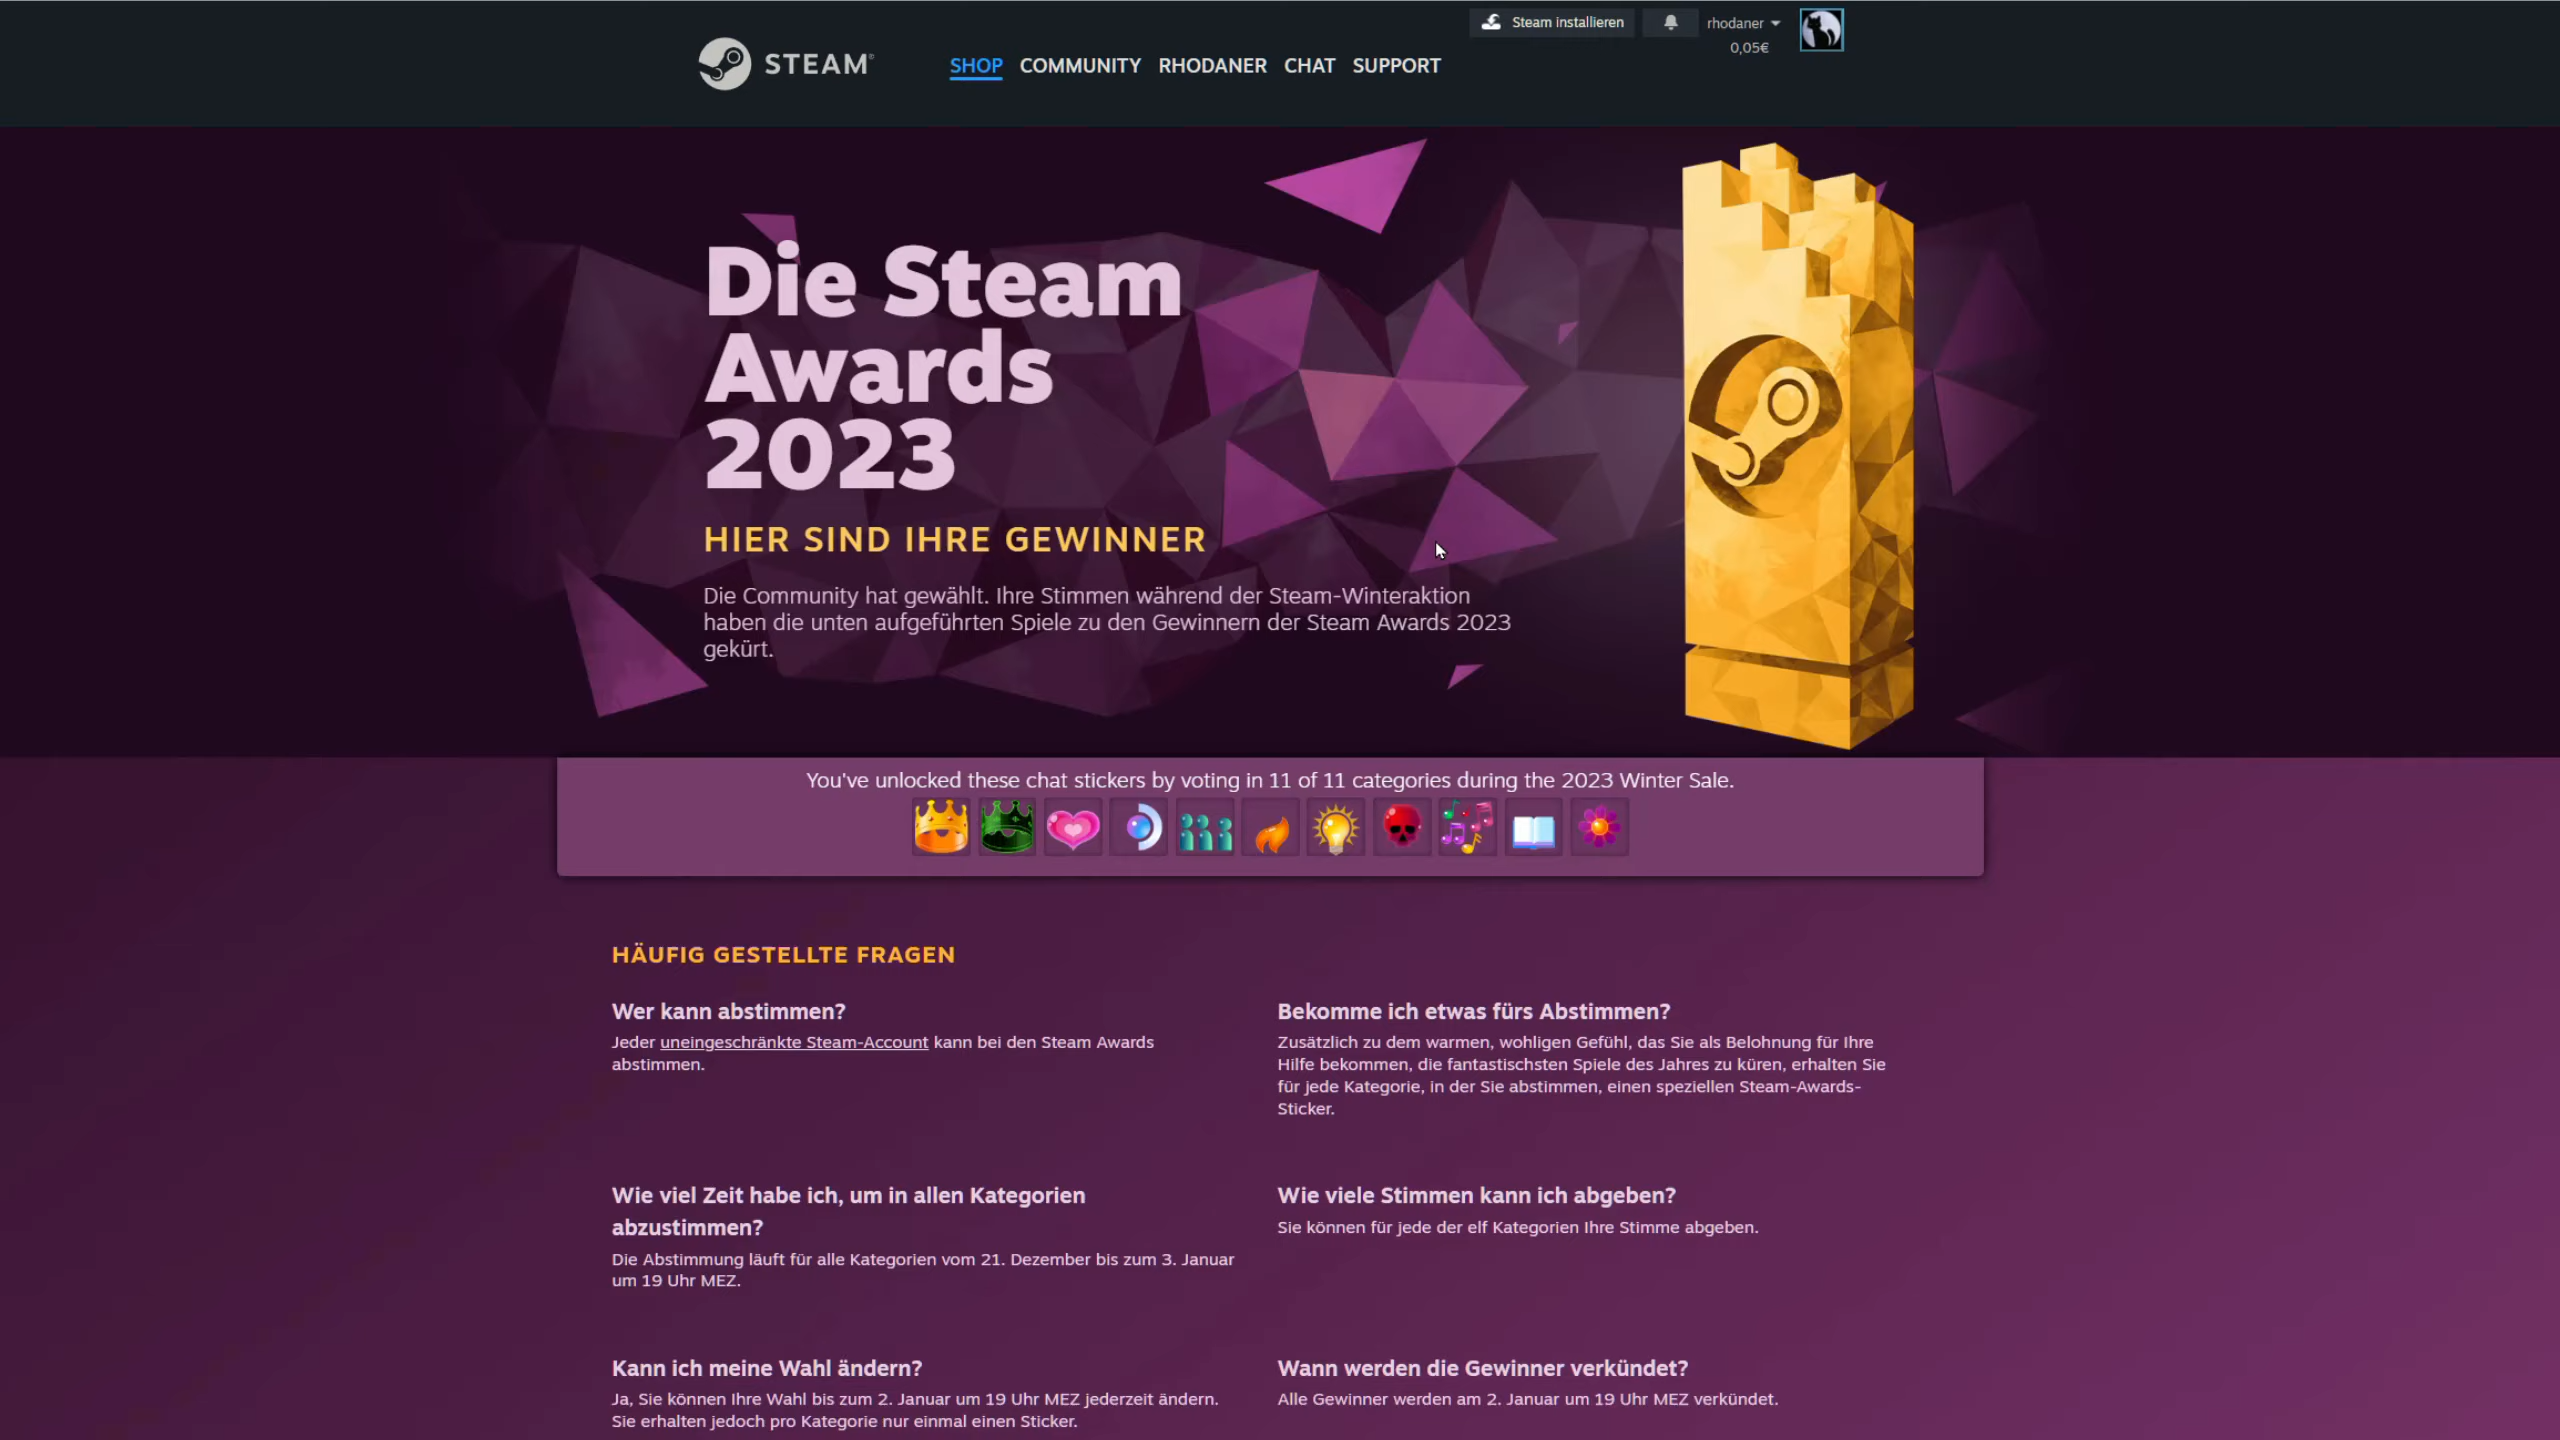 Steam installieren
rhodaner
0,05€
STEAM®
SHOP COMMUNITY RHODANER CHAT SUPPORT
Die Steam
Awards
2023
HIER SIND IHRE GEWINNER
Die Community hat gewählt. Ihre Stimmen während der Steam-Winteraktion
haben die unten aufgeführten Spiele zu den Gewinnern der Steam Awards 2023
gekürt.
You've unlocked these chat stickers by voting in 11 of 11 categories during the 2023 Winter Sale.
HÄUFIG GESTELLTE FRAGEN
Wer kann abstimmen?
Jeder uneingeschränkte Steam-Account kann bei den Steam Awards
abstimmen.
Bekomme ich etwas fürs Abstimmen?
Zusätzlich zu dem warmen, wohligen Gefühl, das Sie als Belohnung für Ihre
Hilfe bekommen, die fantastischsten Spiele des Jahres zu küren, erhalten Sie
für jede Kategorie, in der Sie abstimmen, einen speziellen Steam-Awards-
Sticker.
Wie viel Zeit habe ich, um in allen Kategorien
abzustimmen?
Die Abstimmung läuft für alle Kategorien vom 21. Dezember bis zum 3. Januar
um 19 Uhr MEZ.
Wie viele Stimmen kann ich abgeben?
Sie können für jede der elf Kategorien Ihre Stimme abgeben.
Kann ich meine Wahl ändern?
Ja, Sie können Ihre Wahl bis zum 2. Januar um 19 Uhr MEZ jederzeit ändern.
Sie erhalten jedoch pro Kategorie nur einmal einen Sticker.
Wann werden die Gewinner verkündet?
Alle Gewinner werden am 2. Januar um 19 Uhr MEZ verkündet.